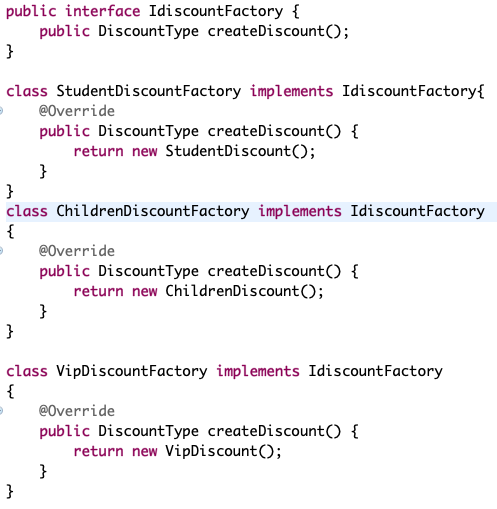 public interface IdiscountFactory {
    public DiscountType createDiscount();
}

class StudentDiscountFactory implements IdiscountFactory{
    @Override
    public DiscountType createDiscount() {
        return new StudentDiscount();
    }
}
class ChildrenDiscountFactory implements IdiscountFactory
{
    @Override
    public DiscountType createDiscount() {
        return new ChildrenDiscount();
    }
}

class VipDiscountFactory implements IdiscountFactory
{
    @Override
    public DiscountType createDiscount() {
        return new VipDiscount();
    }
}